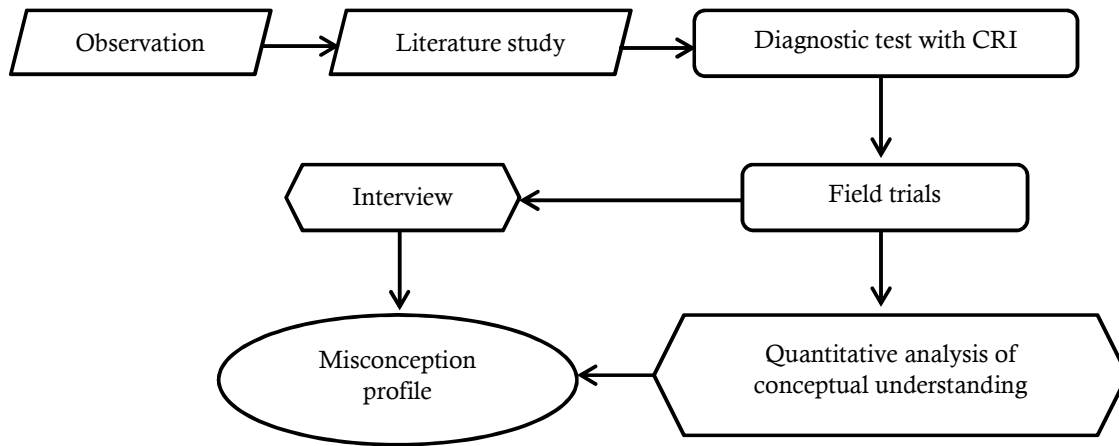 Observation
Literature study
Diagnostic test with CRI
Interview
Field trials
Misconception
profile
Quantitative analysis of
conceptual understanding